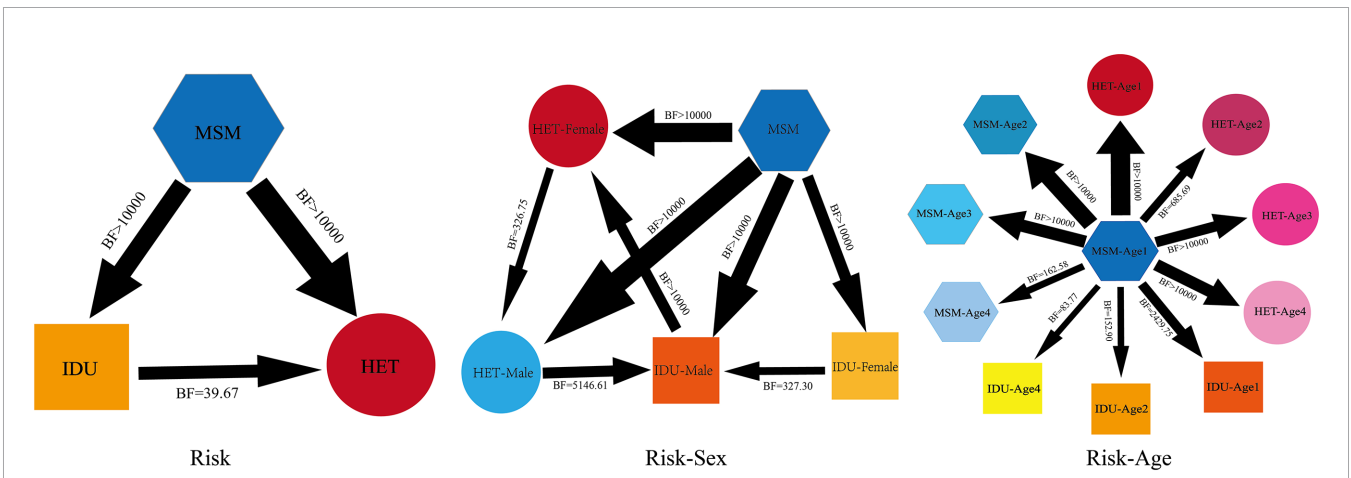 MSM
BF>10000
BF>10000
IDU
BF=39.67
HET
Risk
HET-Female
BF>10000
MSM
BF=326.75
BF>10000
BF>10000
BF>10000
BF>10000
HET-Male
BF=5146.61
IDU-Male
BF=327.30
IDU-Female
Risk-Sex
HET-Age1
MSM-Age2
HET-Age2
BF>10000
BF>10000
BF=685.69
MSM-Age3
BF>10000
MSM-Age1
BF>10000
HET-Age3
MSM-Age4
BF=162.58
BF>10000
HET-Age4
BF=83.77
BF=152.90
BF=2429.75
IDU-Age4
IDU-Age2
IDU-Age1
Risk-Age